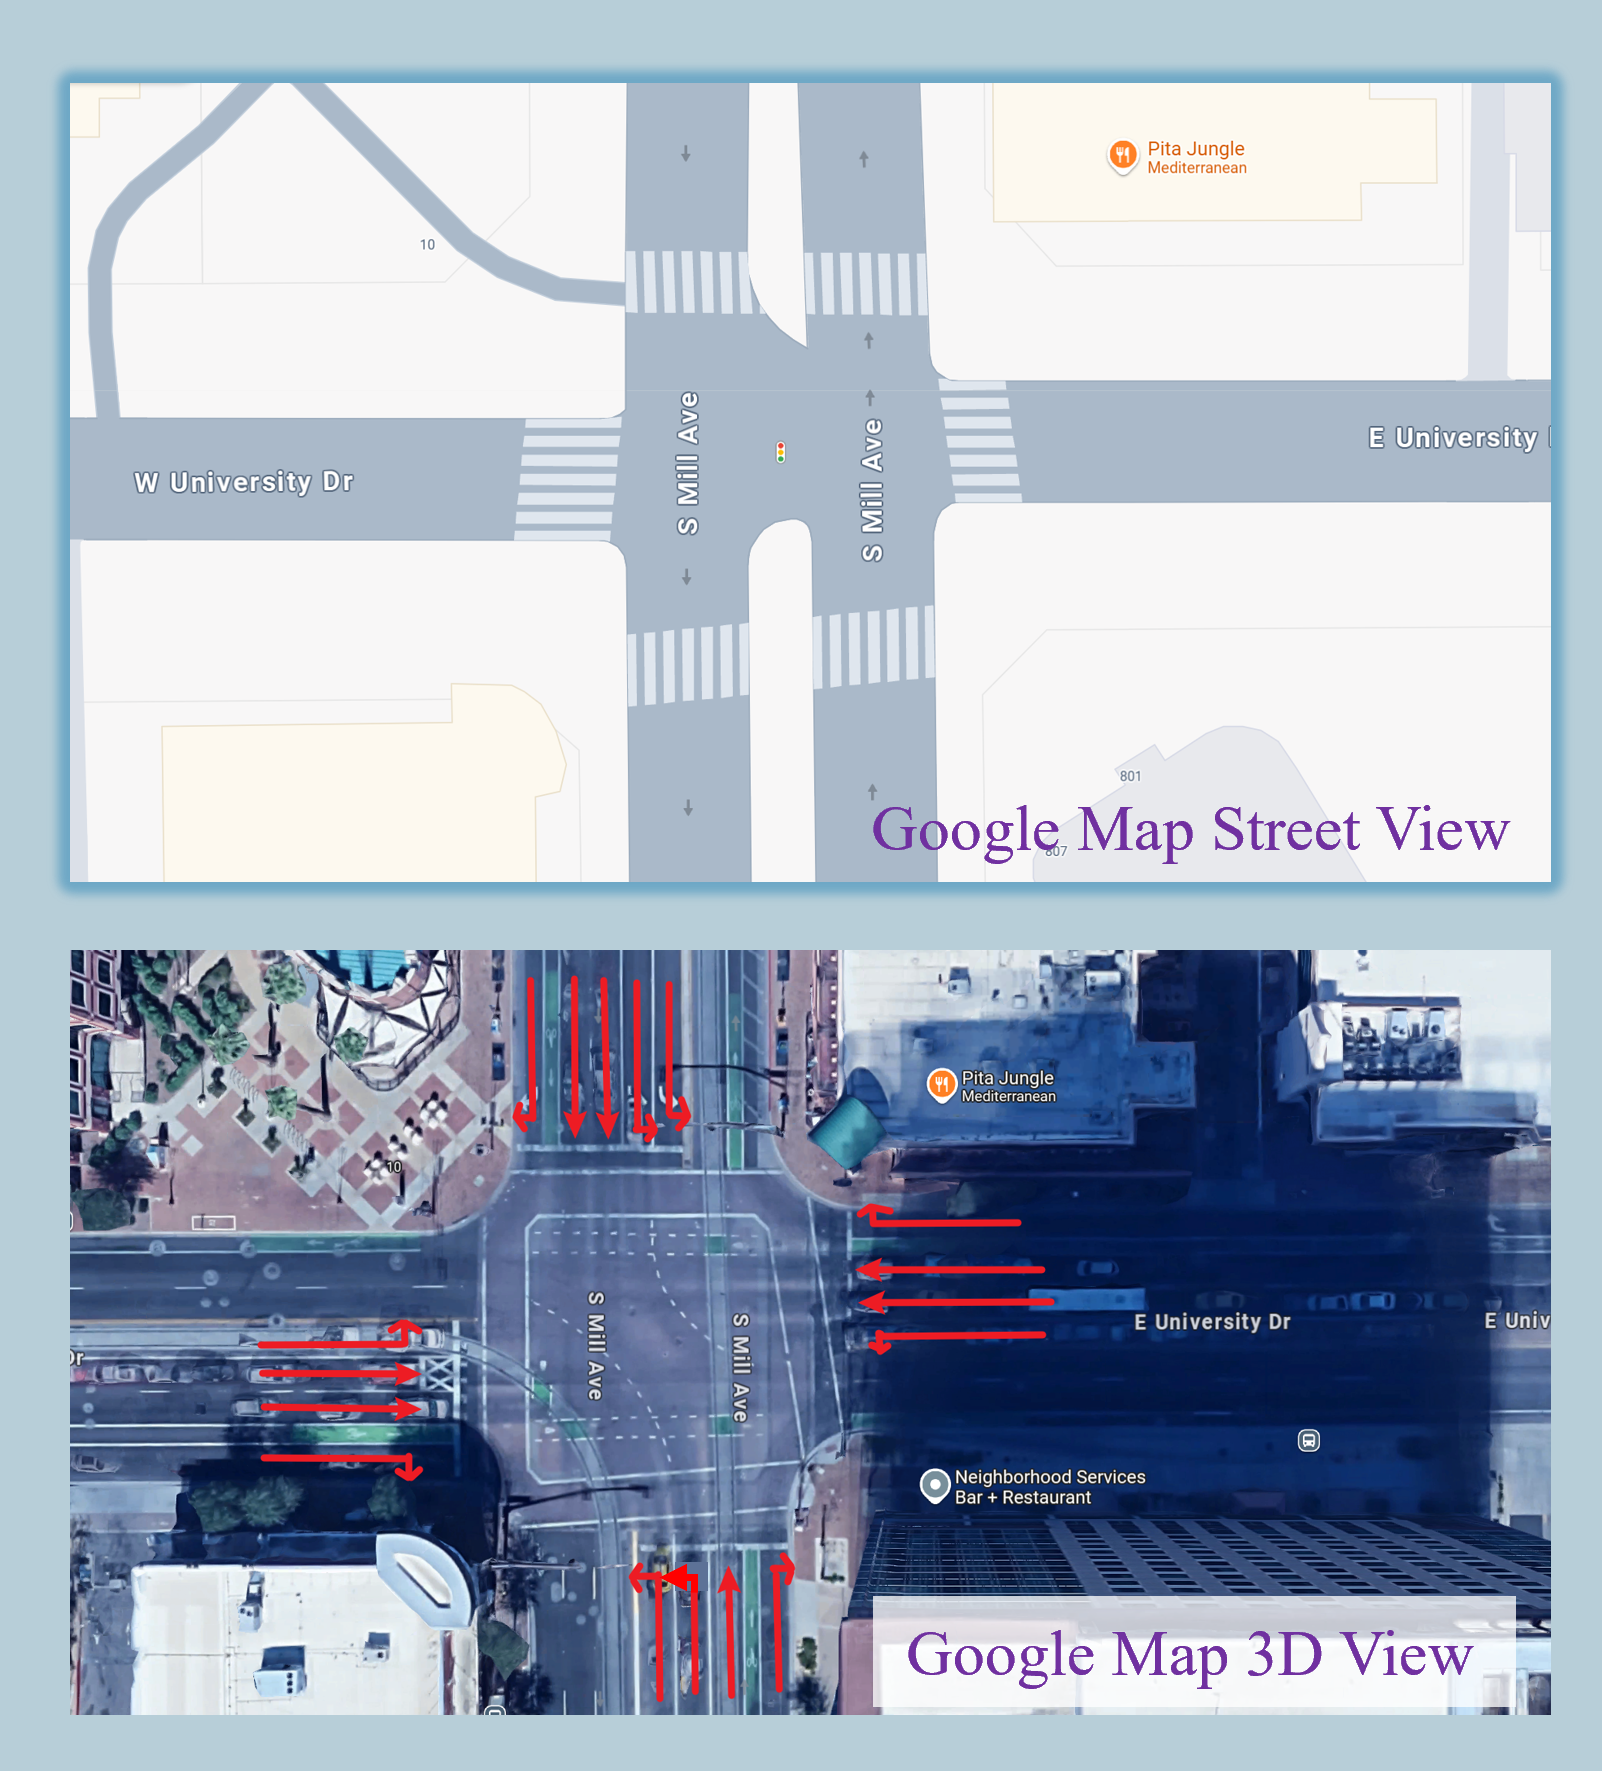 Pita Jungle
Mediterranean
10
S Mill Ave
S Mill Ave
E University
W University Dr
801
Google Map Street View
807
Pita Jungle
Mediterranean
10
S Mill Ave
S Mill Ave
E University Dr
E Univ
Dr
Neighborhood Services
Bar + Restaurant
Google Map 3D View